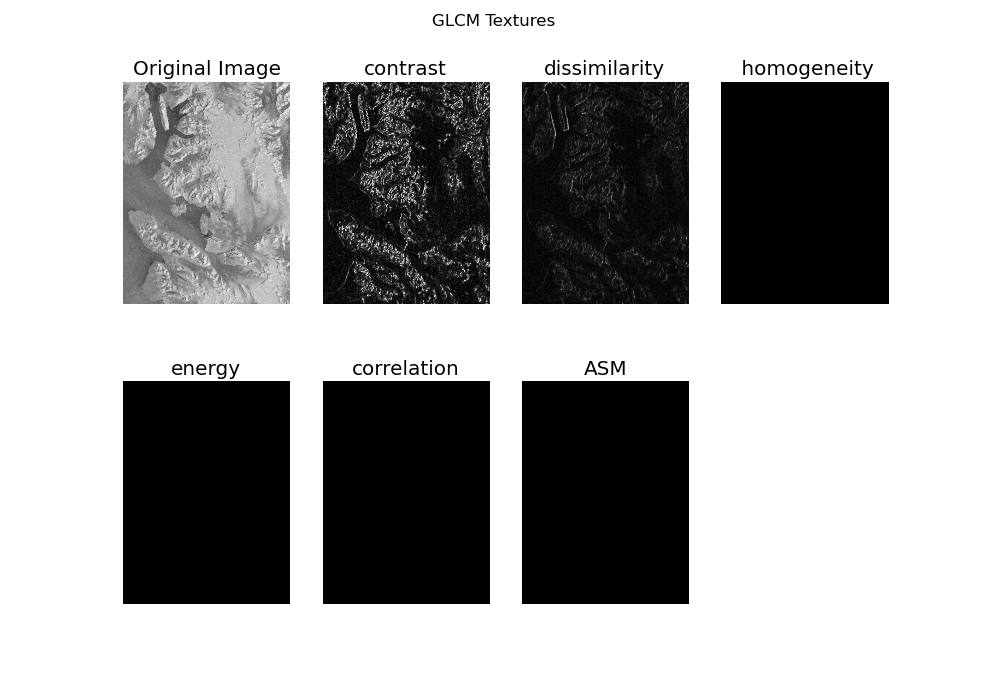 GLCM Textures
Original Image
contrast
dissimilarity
homogeneity
energy
correlation
ASM